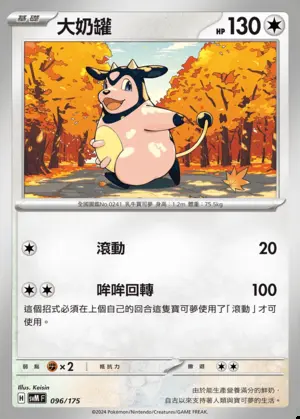 基礎 大奶罐 HP 130
全國圖鑑No.0241 乳牛寶可夢 身高：1.2m 體重：75.5kg
滾動 20
哞哞回轉 100
這個招式必須在上個自己的回合這隻寶可夢使用了「滾動」才可以
使用。
弱點 ×2 抵抗力 撤退
Illus. Keisin
由於能產生營養滿分的鮮奶，
自古以來支持著人類與寶可夢的生活。
H SVM F 096/175
©2024 Pokémon/Nintendo/Creatures/GAME FREAK.